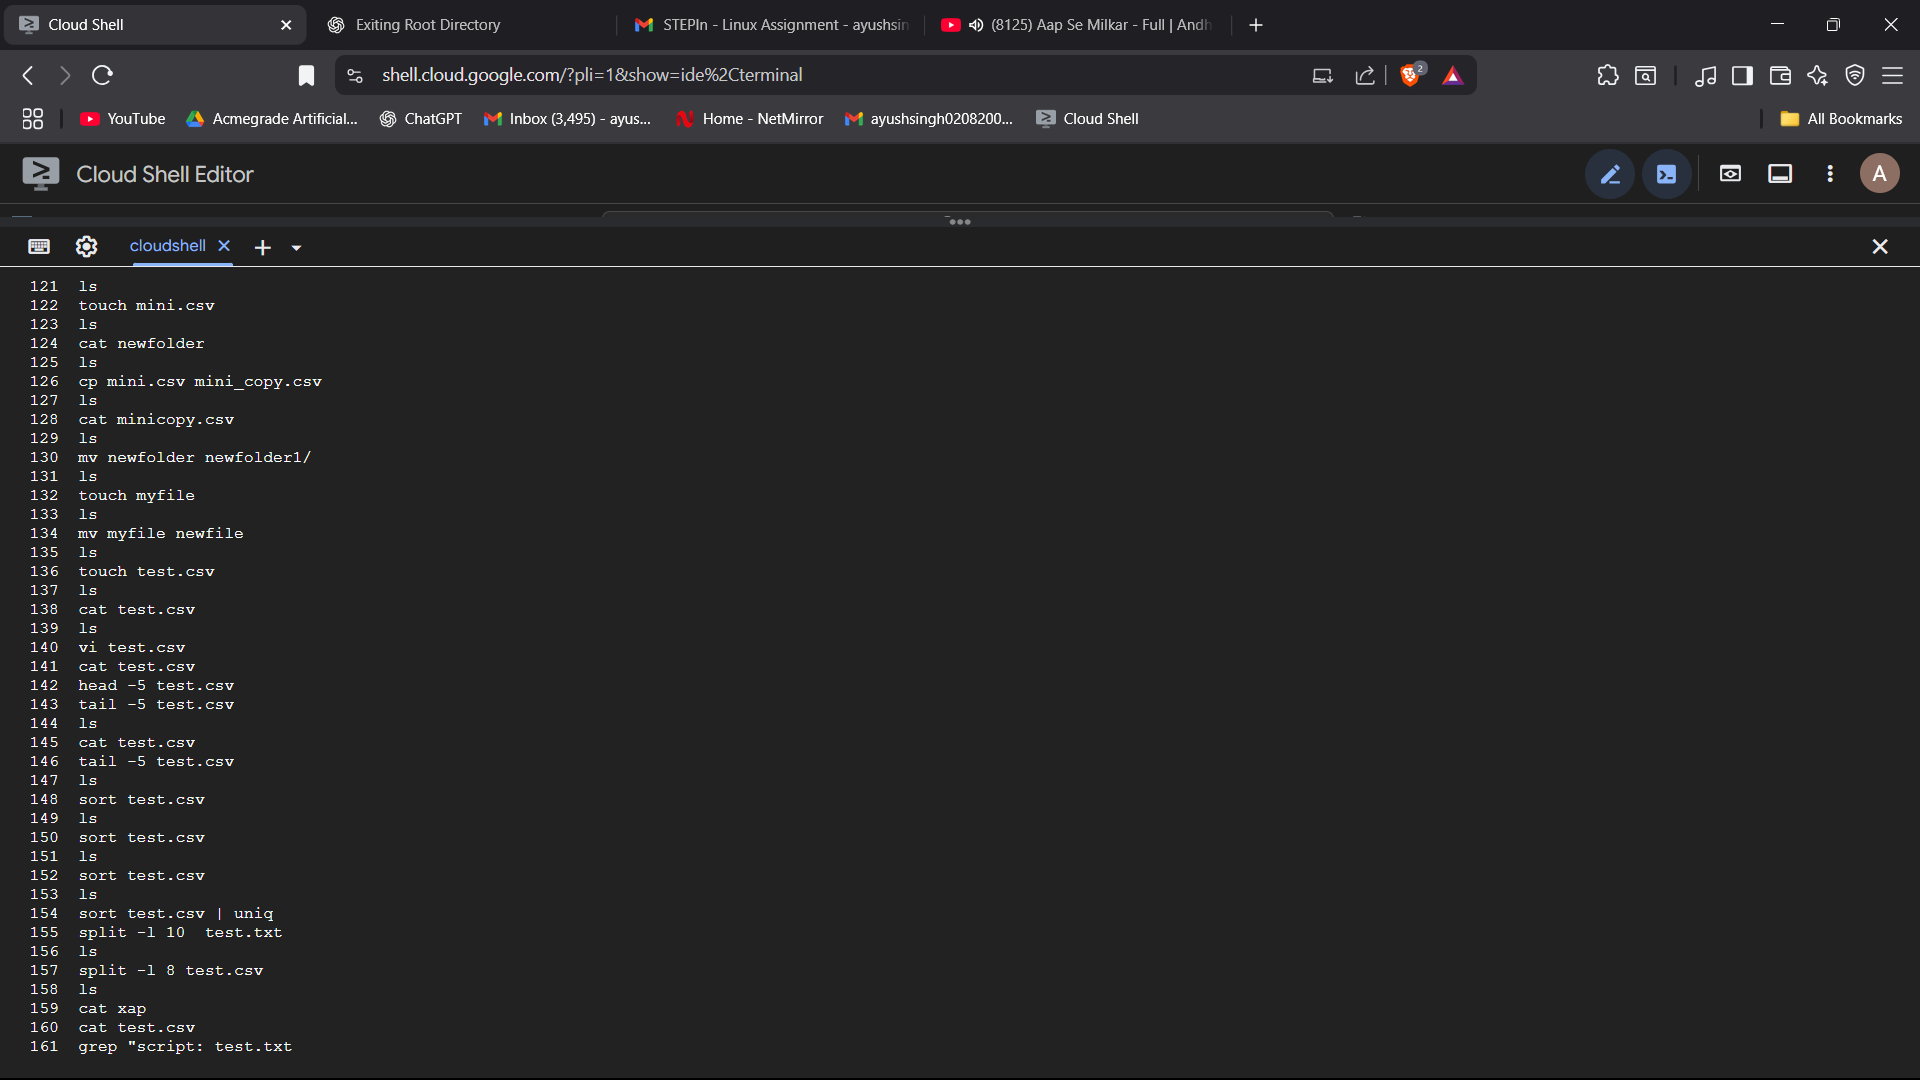 Cloud Shell
Exiting Root Directory
STEPIn - Linux Assignment - ayushsin
(8125) Aap Se Milkar - Full | Andh
shell.cloud.google.com/?pli=1&show=ide%2Cterminal
2
YouTube
Acmegrade Artificial...
ChatGPT
Inbox (3,495) - ayus...
Home - NetMirror
ayushsingh0208200...
Cloud Shell
All Bookmarks
Cloud Shell Editor
A
cloudshell
121 ls
122 touch mini.csv
123 ls
124 cat newfolder
125 ls
126 cp mini.csv mini_copy.csv
127 ls
128 cat minicopy.csv
129 ls
130 mv newfolder newfolder1/
131 ls
132 touch myfile
133 ls
134 mv myfile newfile
135 ls
136 touch test.csv
137 ls
138 cat test.csv
139 ls
140 vi test.csv
141 cat test.csv
142 head -5 test.csv
143 tail -5 test.csv
144 ls
145 cat test.csv
146 tail -5 test.csv
147 ls
148 sort test.csv
149 ls
150 sort test.csv
151 ls
152 sort test.csv
153 ls
154 sort test.csv | uniq
155 split -l 10  test.txt
156 ls
157 split -l 8 test.csv
158 ls
159 cat xap
160 cat test.csv
161 grep "script: test.txt